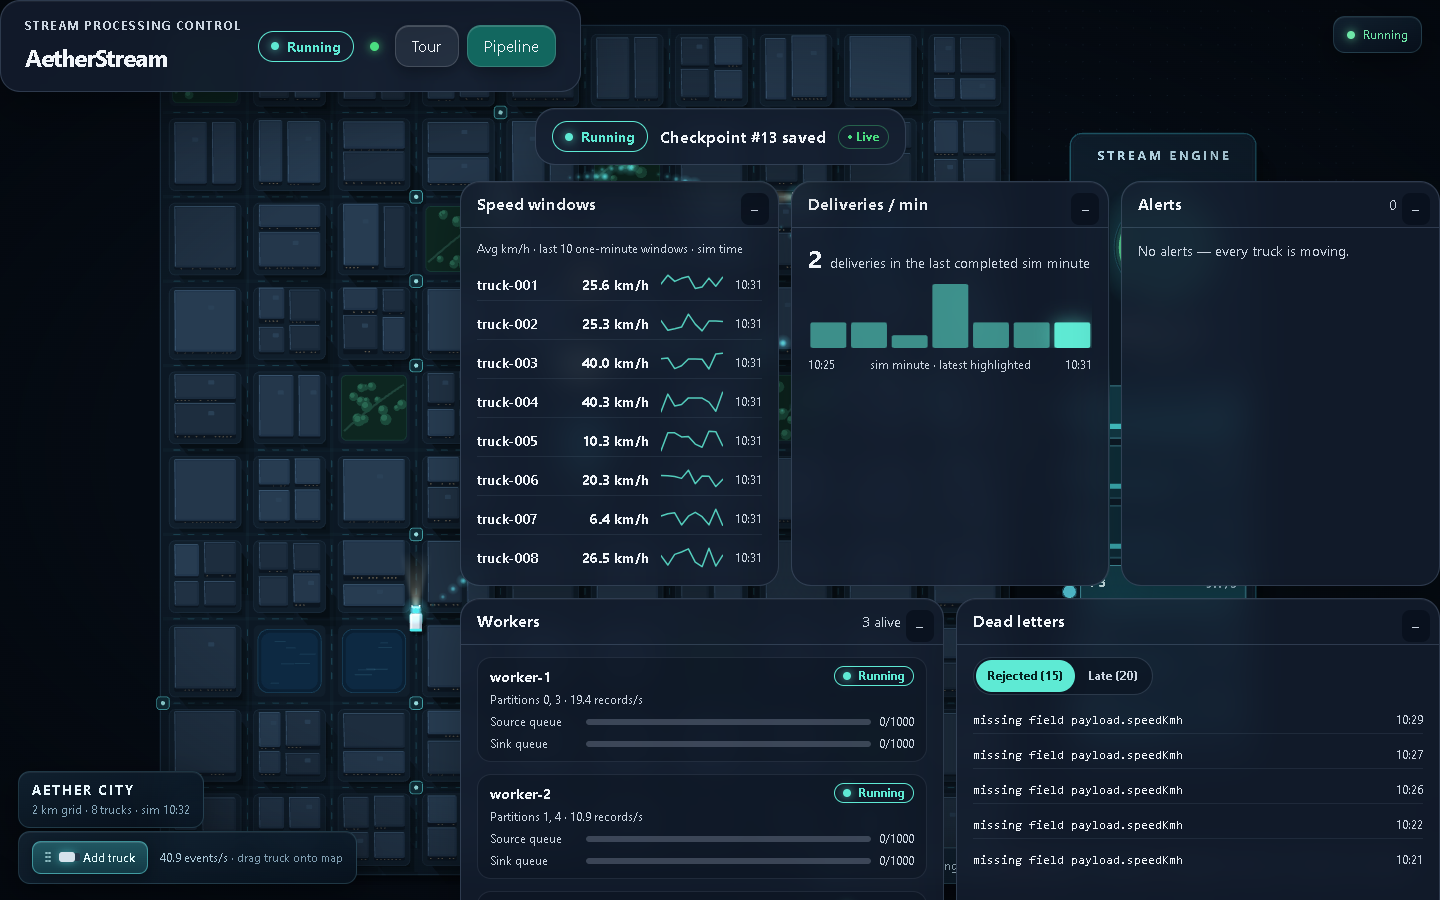 STREAM PROCESSING CONTROL
AetherStream
Running
Tour
Pipeline
Running
Running
Checkpoint #13 saved
• Live
STREAM ENGINE
Speed windows
–
Avg km/h · last 10 one-minute windows · sim time
truck-001 25.6 km/h 10:31
truck-002 25.3 km/h 10:31
truck-003 40.0 km/h 10:31
truck-004 40.3 km/h 10:31
truck-005 10.3 km/h 10:31
truck-006 20.3 km/h 10:31
truck-007 6.4 km/h 10:31
truck-008 26.5 km/h 10:31
Deliveries / min
–
2 deliveries in the last completed sim minute
10:25 sim minute · latest highlighted 10:31
Alerts 0
–
No alerts — every truck is moving.
Workers 3 alive
–
worker-1 Running
Partitions 0, 3 · 19.4 records/s
Source queue 0/1000
Sink queue 0/1000
worker-2 Running
Partitions 1, 4 · 10.9 records/s
Source queue 0/1000
Sink queue 0/1000
Dead letters
–
Rejected (15) Late (20)
missing field payload.speedKmh 10:29
missing field payload.speedKmh 10:27
missing field payload.speedKmh 10:26
missing field payload.speedKmh 10:22
missing field payload.speedKmh 10:21
AETHER CITY
2 km grid · 8 trucks · sim 10:32
Add truck
40.9 events/s · drag truck onto map